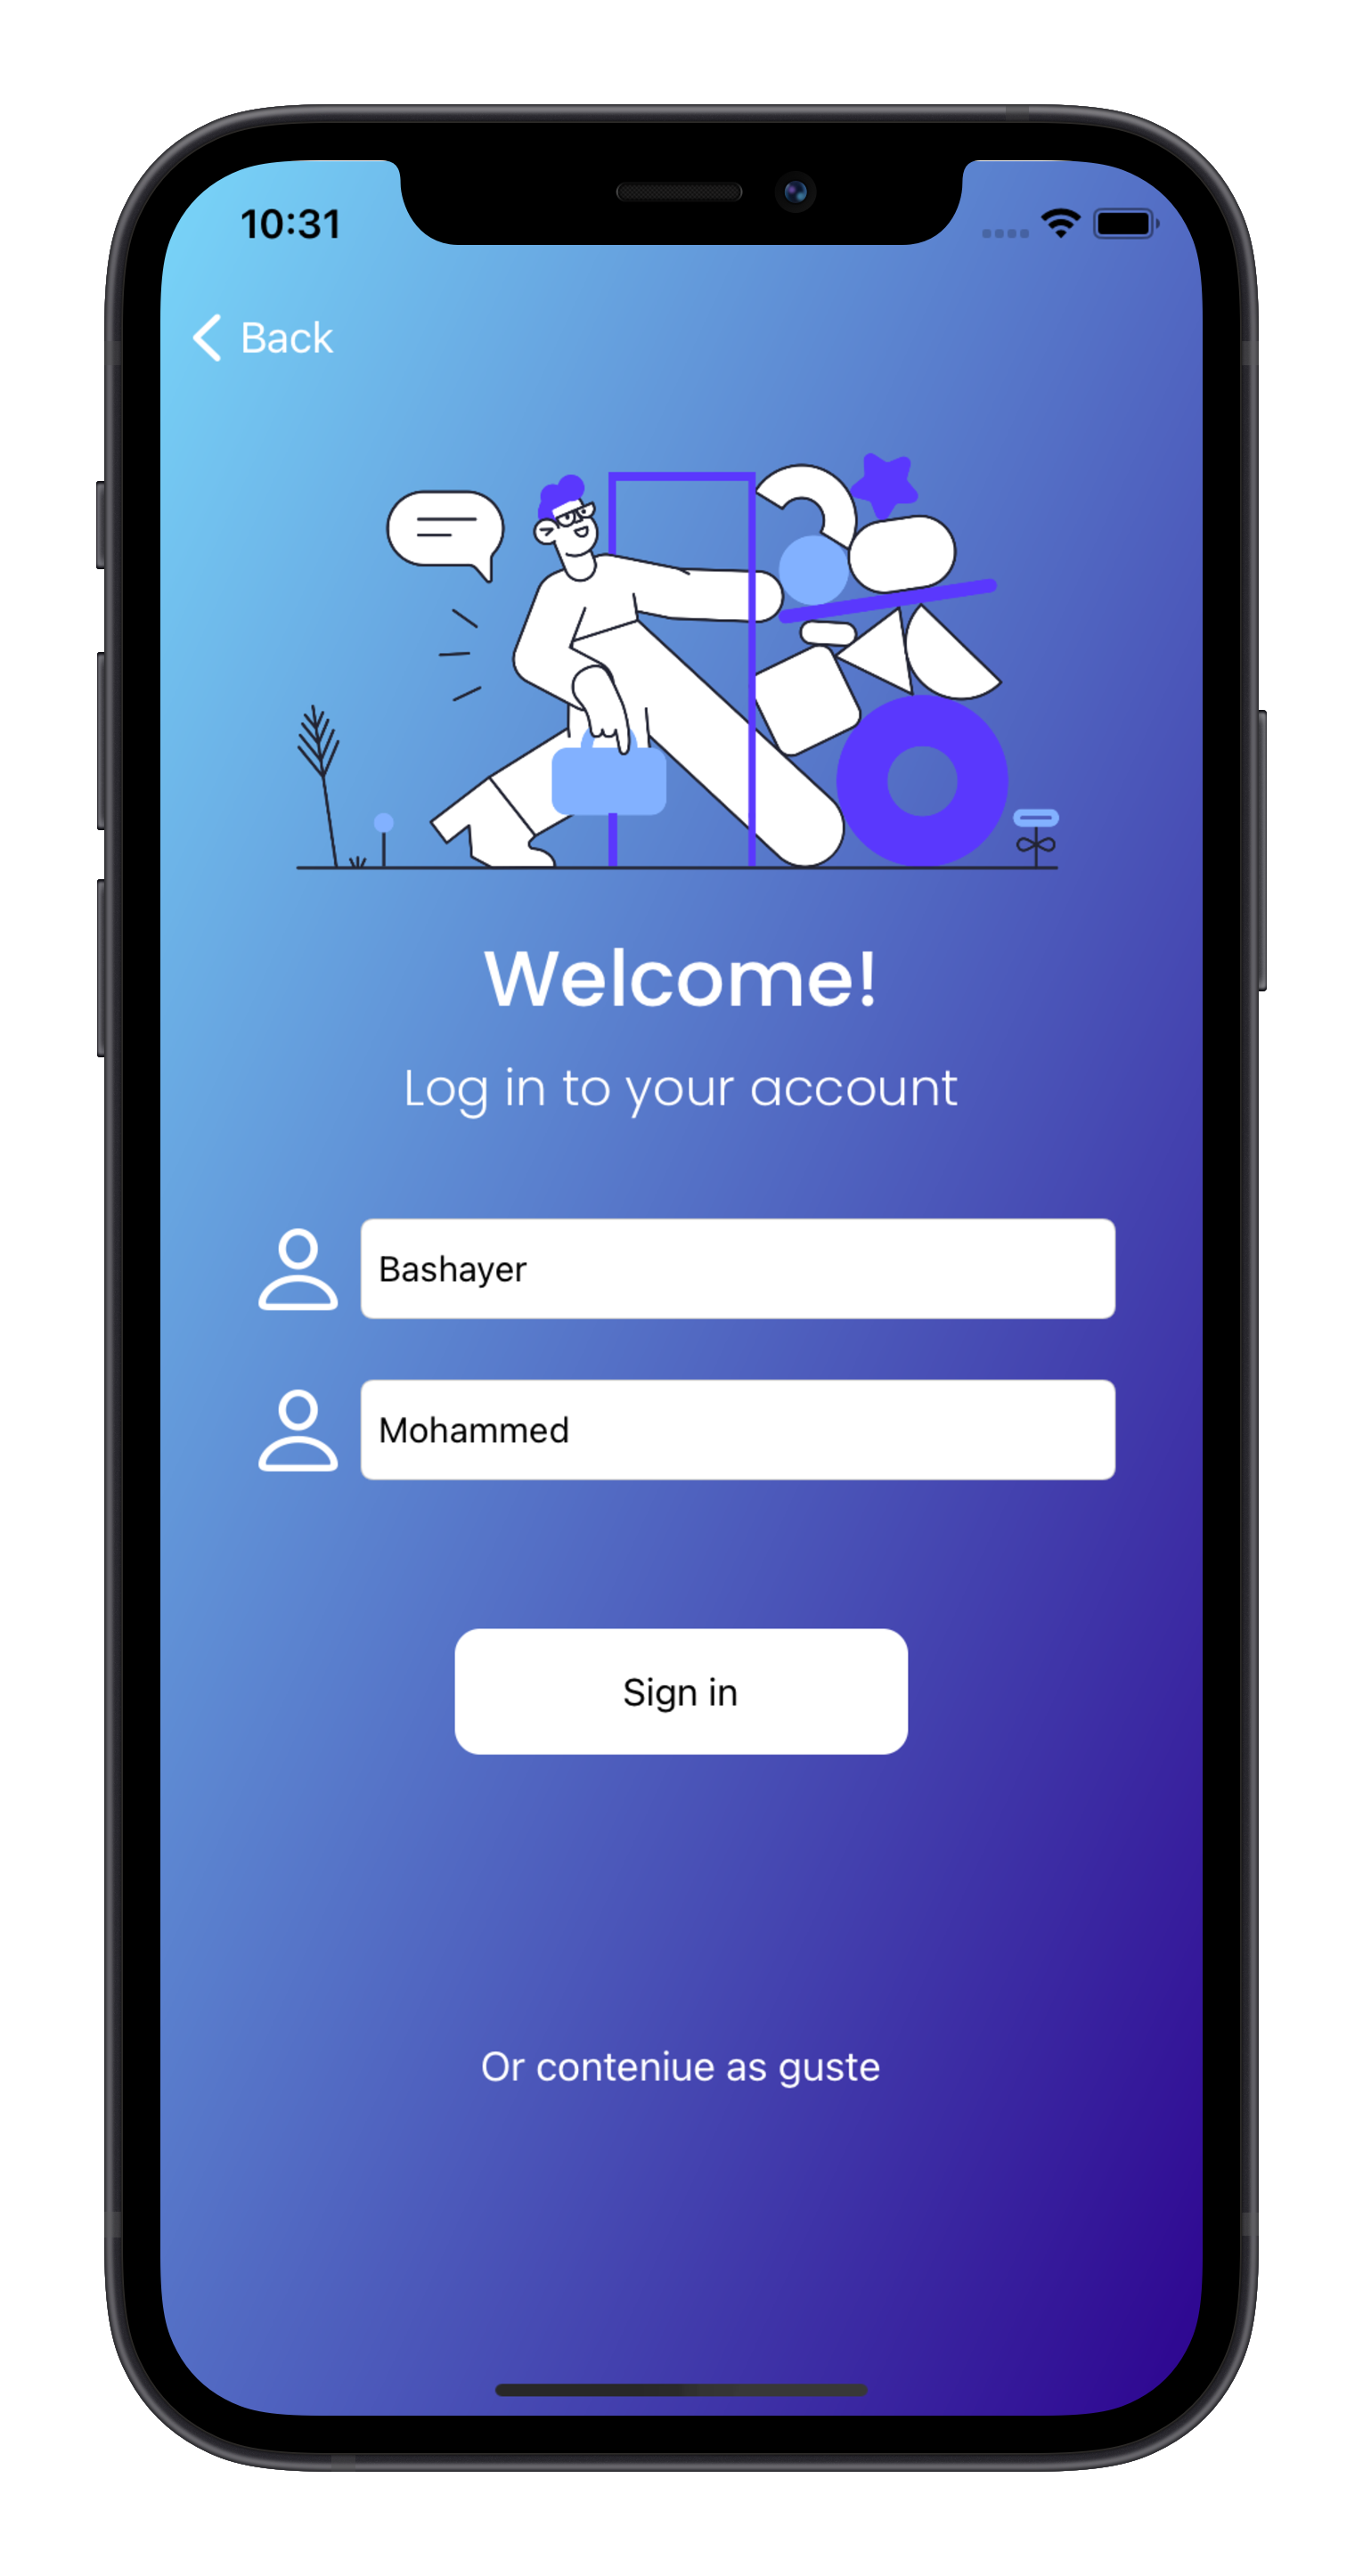 10:31
Back
Welcome!
Log in to your account
Bashayer
Mohammed
Sign in
Or conteniue as guste